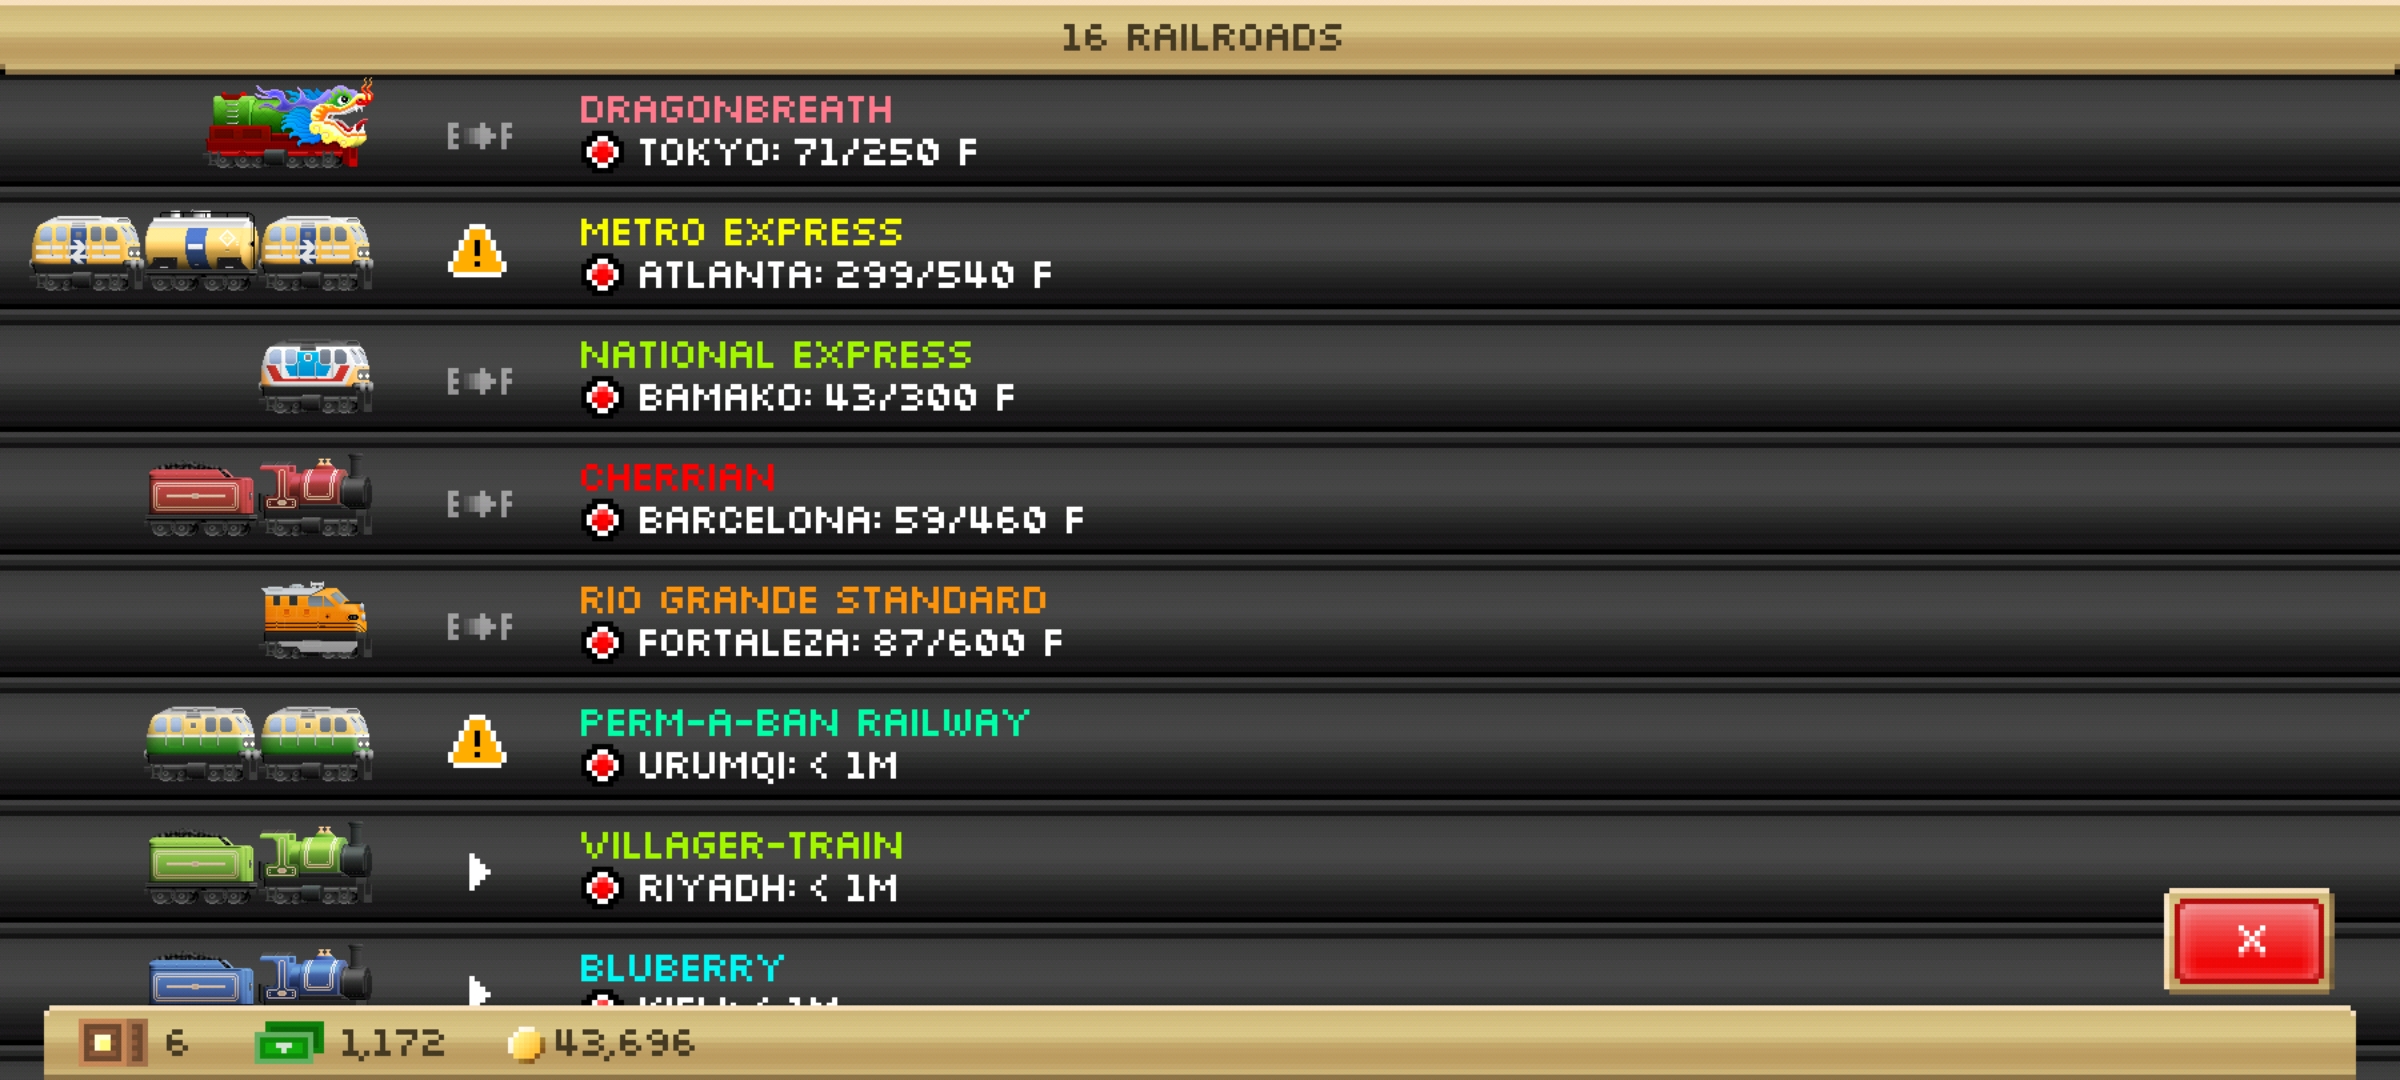 16 RAILROADS
DRAGONBREATH
E F TOKYO: 71/250 F
METRO EXPRESS
ATLANTA: 299/540 F
NATIONAL EXPRESS
E F BAMAKO: 43/300 F
CHERRIAN
E F BARCELONA: 59/460 F
RIO GRANDE STANDARD
E F FORTALEZA: 87/600 F
PERM-A-BAN RAILWAY
URUMQI: < 1M
VILLAGER-TRAIN
RIYADH: < 1M
BLUBERRY
X
6 1,172 43,696